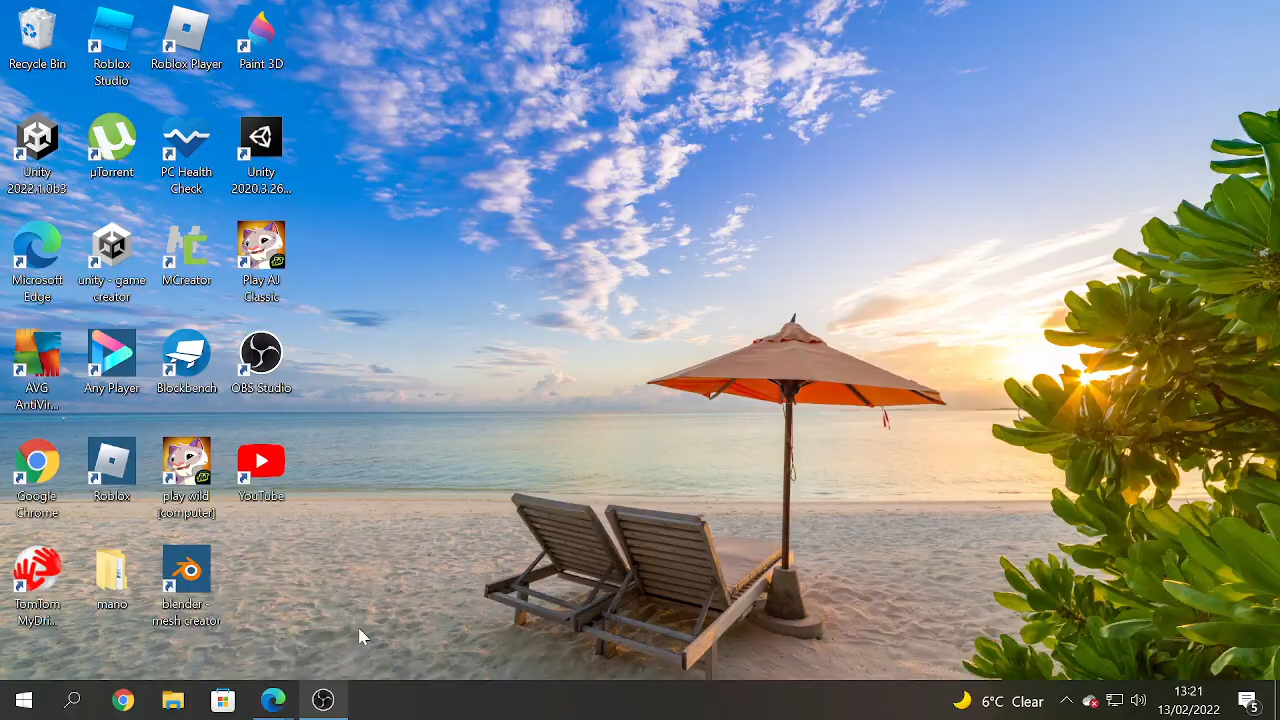 Recycle Bin
Roblox
Studio
Roblox Player
Paint 3D
Unity
2022.1.0b3
µTorrent
PC Health
Check
Unity
2020.3.26...
Microsoft
Edge
unity - game
creator
MCreator
Play AJ
Classic
AVG
AntiVir...
Any Player
Blockbench
OBS Studio
Google
Chrome
Roblox
play wild
[computer]
YouTube
TomTom
MyDri...
mano
blender -
mesh creator
6°C Clear
13:21
13/02/2022
5